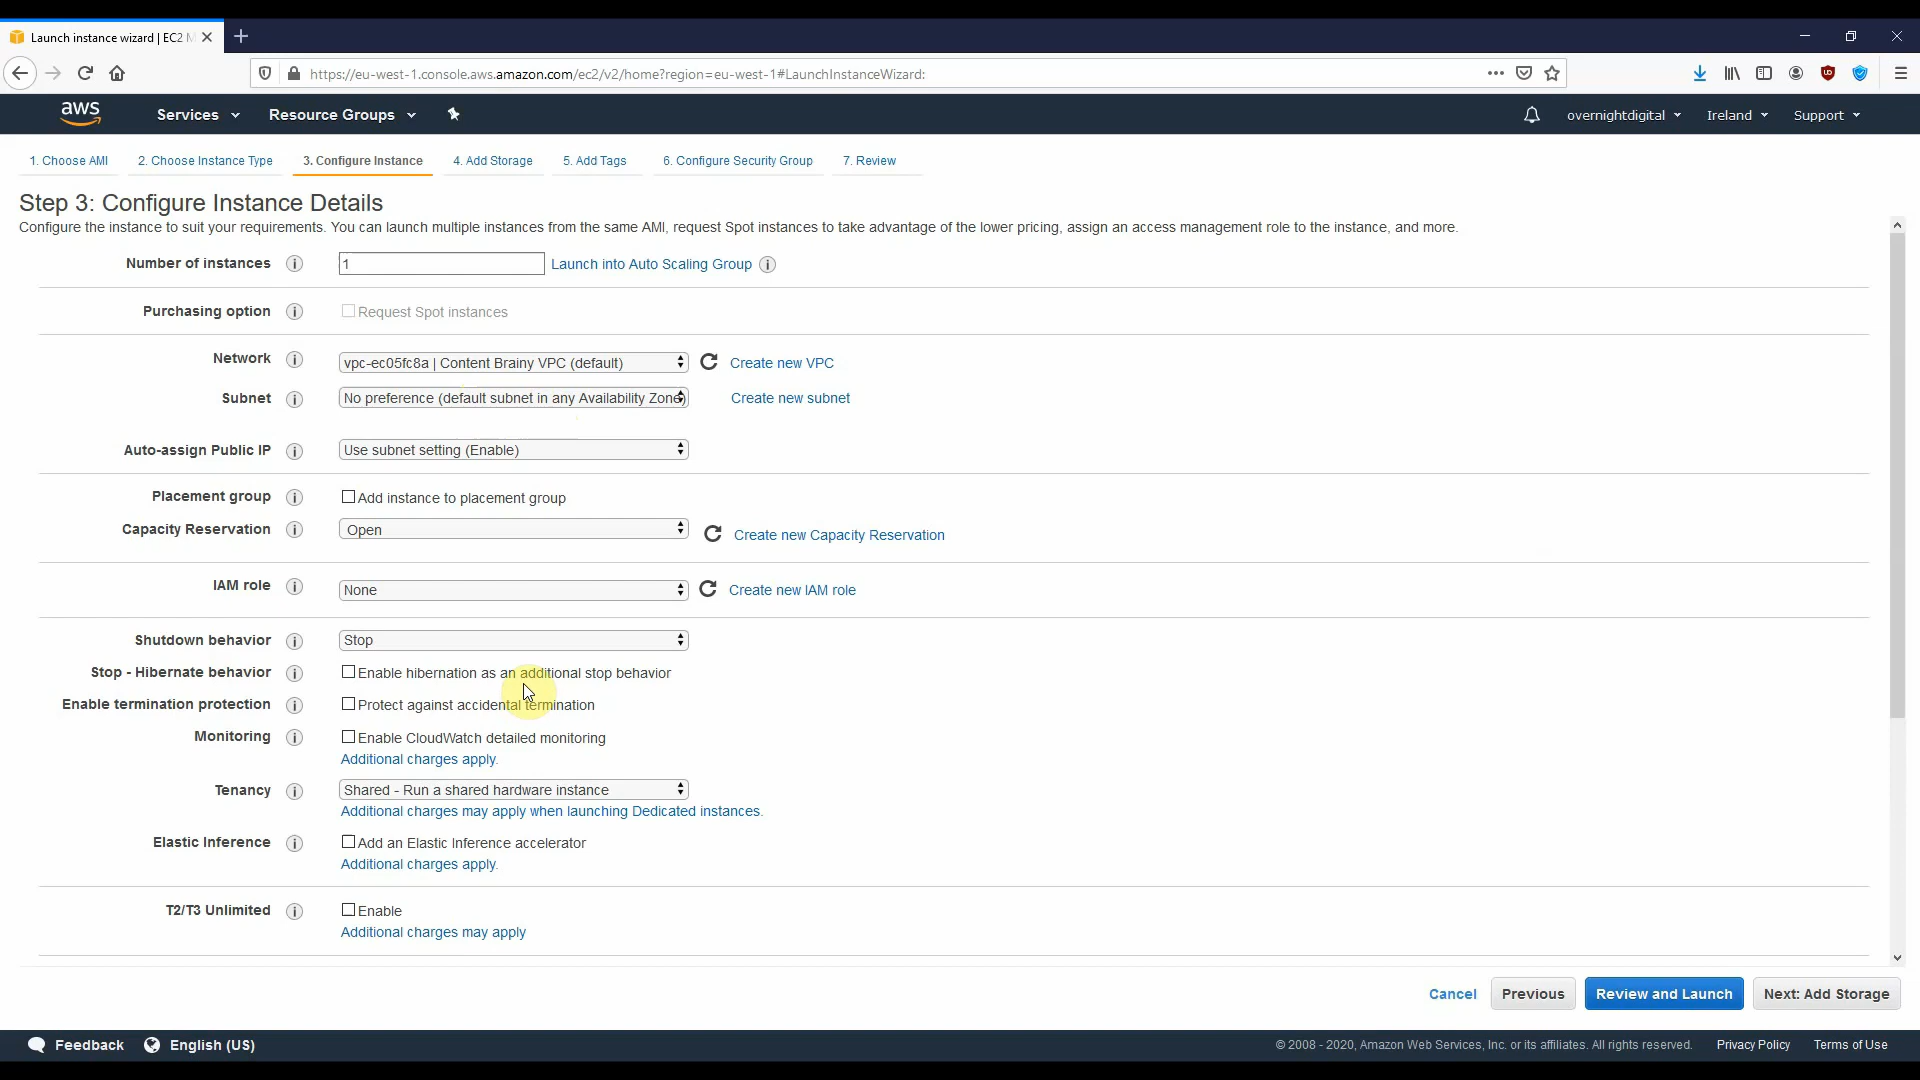 Launch instance wizard | EC2 M
https://eu-west-1.console.aws.amazon.com/ec2/v2/home?region=eu-west-1#LaunchInstanceWizard:
aws Services Resource Groups overnightdigital Ireland Support
1. Choose AMI 2. Choose Instance Type 3. Configure Instance 4. Add Storage 5. Add Tags 6. Configure Security Group 7. Review
Step 3: Configure Instance Details
Configure the instance to suit your requirements. You can launch multiple instances from the same AMI, request Spot instances to take advantage of the lower pricing, assign an access management role to the instance, and more.
Number of instances i 1 Launch into Auto Scaling Group i
Purchasing option i Request Spot instances
Network i vpc-ec05fc8a | Content Brainy VPC (default) Create new VPC
Subnet i No preference (default subnet in any Availability Zone) Create new subnet
Auto-assign Public IP i Use subnet setting (Enable)
Placement group i Add instance to placement group
Capacity Reservation i Open Create new Capacity Reservation
IAM role i None Create new IAM role
Shutdown behavior i Stop
Stop - Hibernate behavior i Enable hibernation as an additional stop behavior
Enable termination protection i Protect against accidental termination
Monitoring i Enable CloudWatch detailed monitoring
Additional charges apply.
Tenancy i Shared - Run a shared hardware instance
Additional charges may apply when launching Dedicated instances.
Elastic Inference i Add an Elastic Inference accelerator
Additional charges apply.
T2/T3 Unlimited i Enable
Additional charges may apply
Cancel Previous Review and Launch Next: Add Storage
Feedback English (US) © 2008 - 2020, Amazon Web Services, Inc. or its affiliates. All rights reserved. Privacy Policy Terms of Use